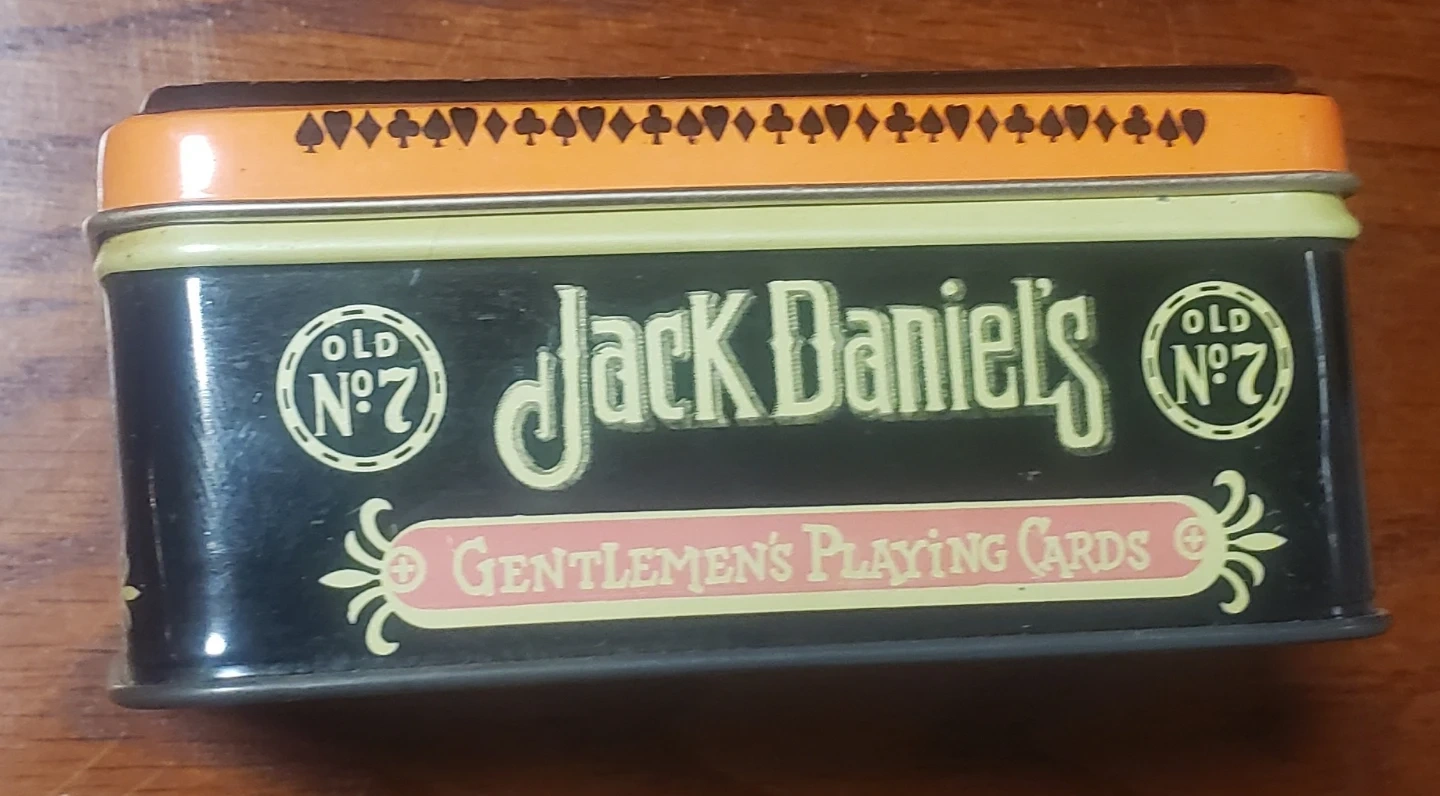 OLD
Nº7
Jack Daniel's
OLD
Nº7
GENTLEMEN'S PLAYING CARDS